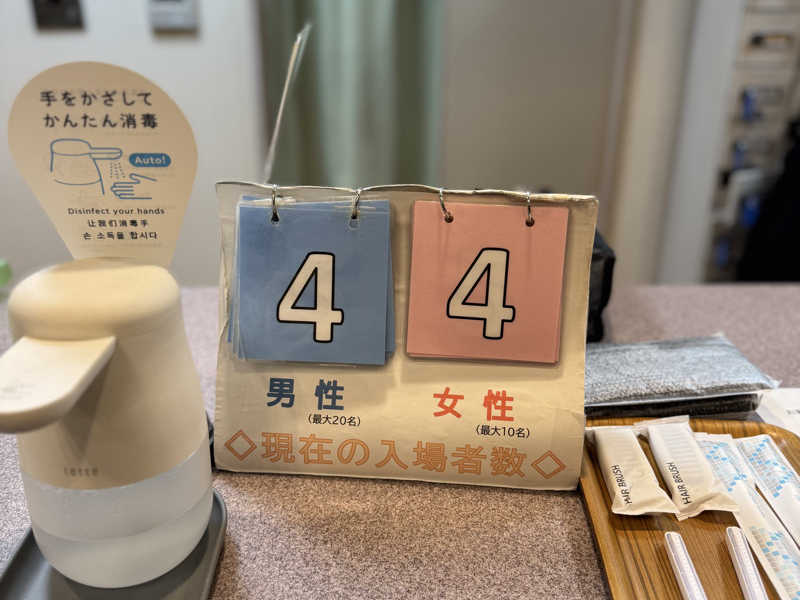 手をかざして
かんたん消毒
Auto!
Disinfect your hands
让我们消毒手
손 소독을 합시다
4
4
男性
(最大20名)
女性
(最大10名)
◇現在の入場者数◇
HAIR BRUSH
HAIR BRUSH